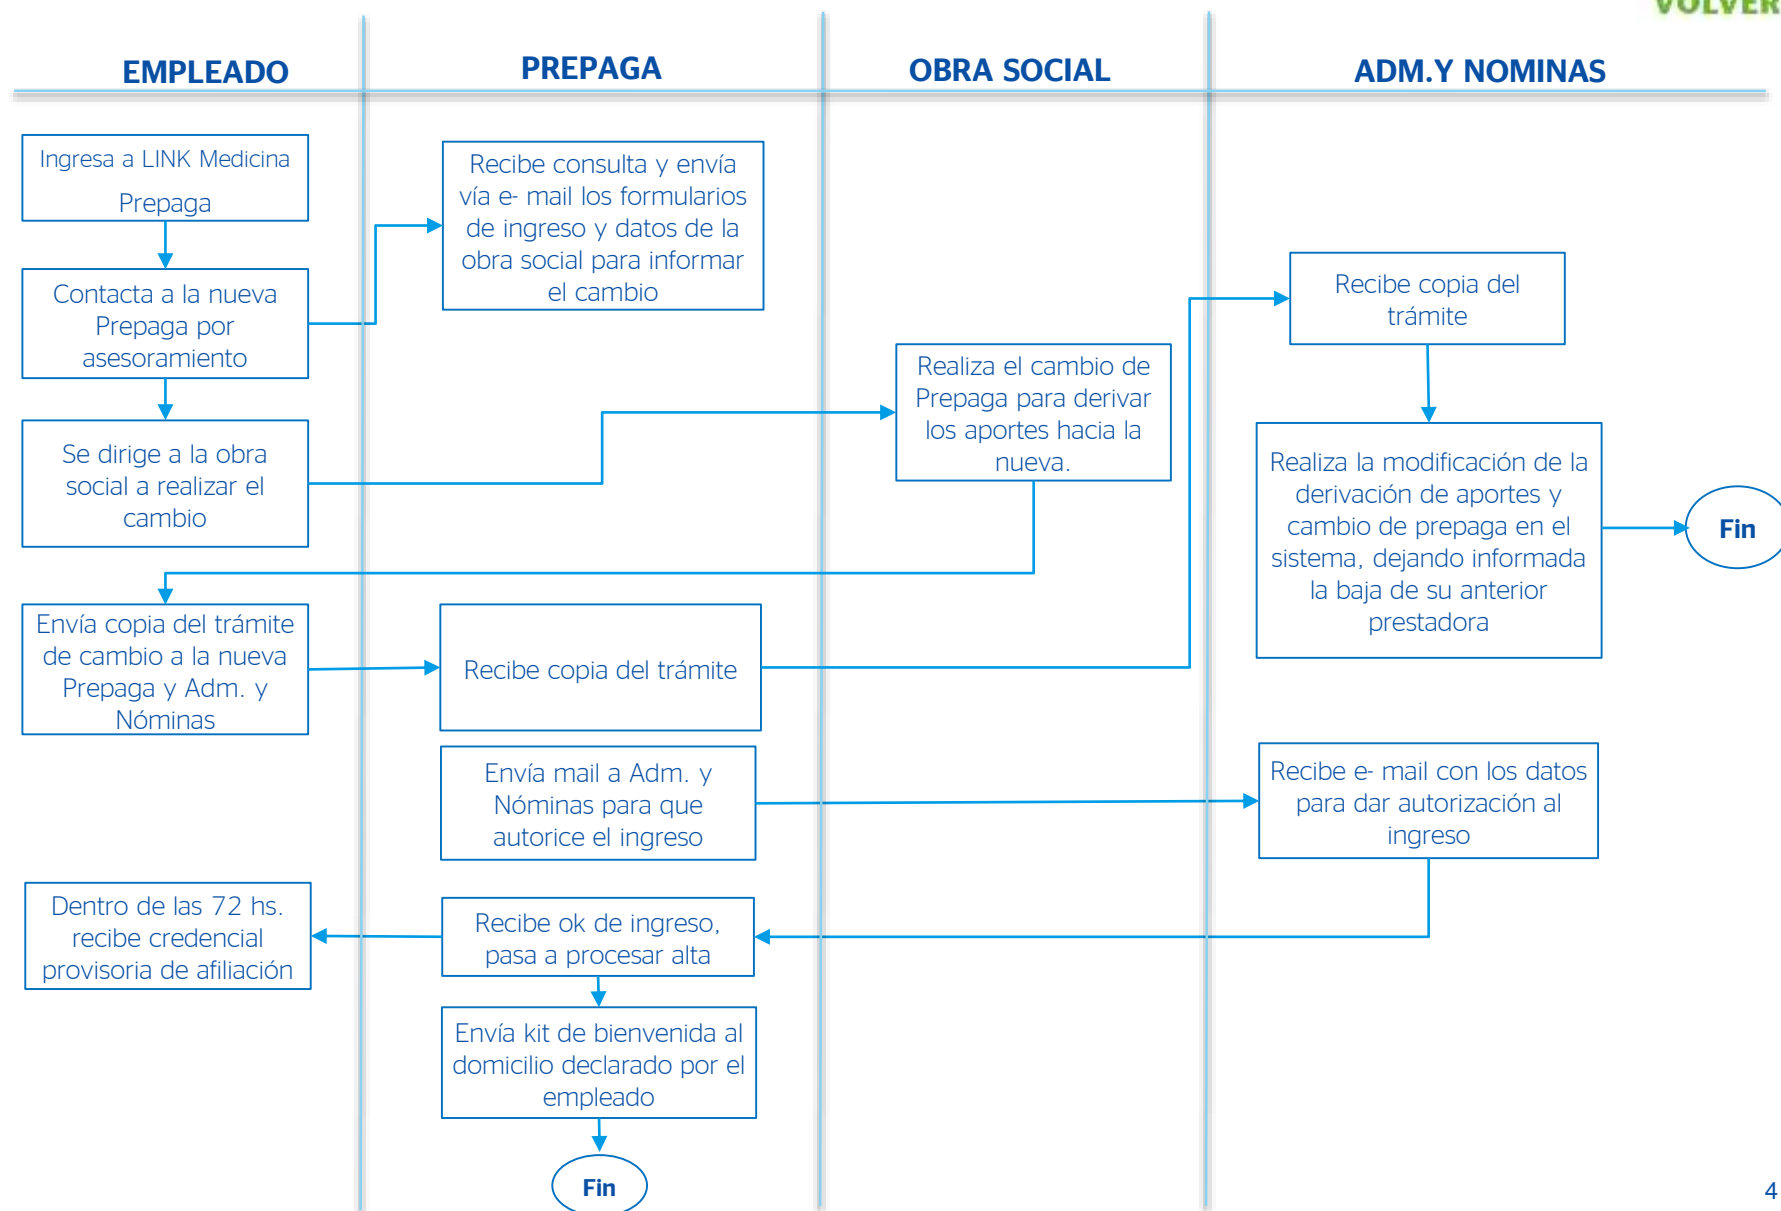 VOLVER
EMPLEADO
PREPAGA
OBRA SOCIAL
ADM.Y NOMINAS
Ingresa a LINK Medicina
Prepaga
Recibe consulta y envía
vía e- mail los formularios
de ingreso y datos de la
obra social para informar
el cambio
Contacta a la nueva
Prepaga por
asesoramiento
Recibe copia del
trámite
Realiza el cambio de
Prepaga para derivar
los aportes hacia la
nueva.
Se dirige a la obra
social a realizar el
cambio
Realiza la modificación de la
derivación de aportes y
cambio de prepaga en el
sistema, dejando informada
la baja de su anterior
prestadora
Fin
Envía copia del trámite
de cambio a la nueva
Prepaga y Adm. y
Nóminas
Recibe copia del trámite
Envía mail a Adm. y
Nóminas para que
autorice el ingreso
Recibe e- mail con los datos
para dar autorización al
ingreso
Dentro de las 72 hs.
recibe credencial
provisoria de afiliación
Recibe ok de ingreso,
pasa a procesar alta
Envía kit de bienvenida al
domicilio declarado por el
empleado
Fin
4